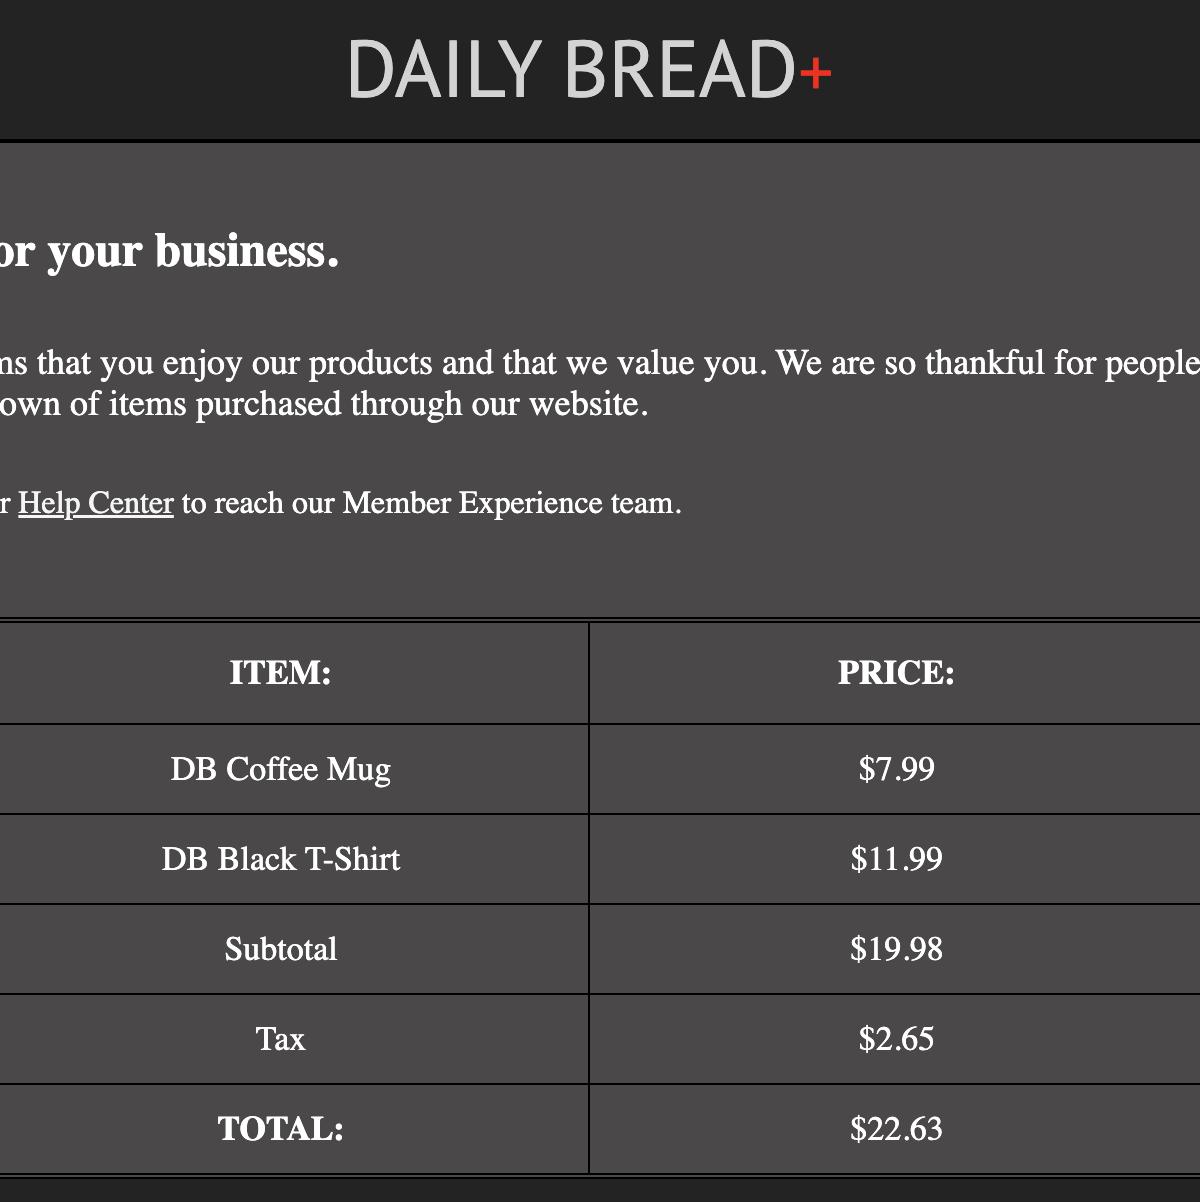 DAILY BREAD+
or your business.
that you enjoy our products and that we value you. We are so thankful for people
own of items purchased through our website.
r Help Center to reach our Member Experience team.
ITEM: PRICE:
DB Coffee Mug $7.99
DB Black T-Shirt $11.99
Subtotal $19.98
Tax $2.65
TOTAL: $22.63